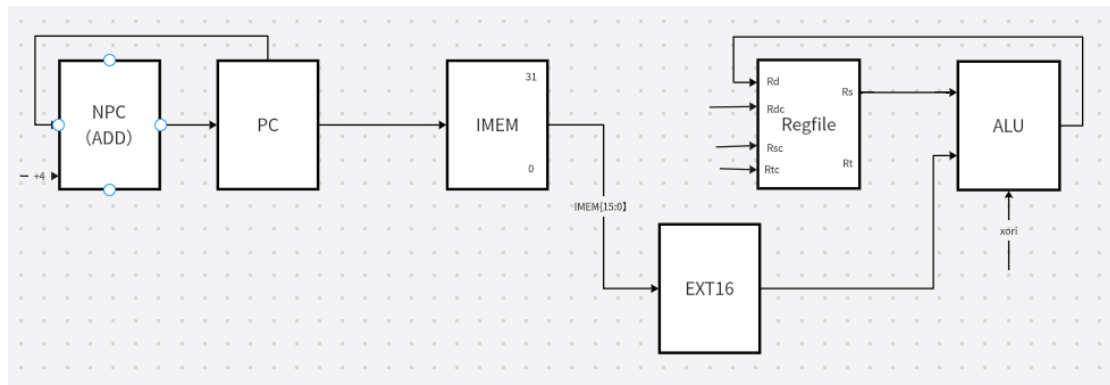 NPC
（ADD）
+4
PC
31
IMEM
0
IMEM[15:0】
EXT16
Rd
Rdc
Regfile
Rsc
Rtc
Rs
Rt
ALU
xori